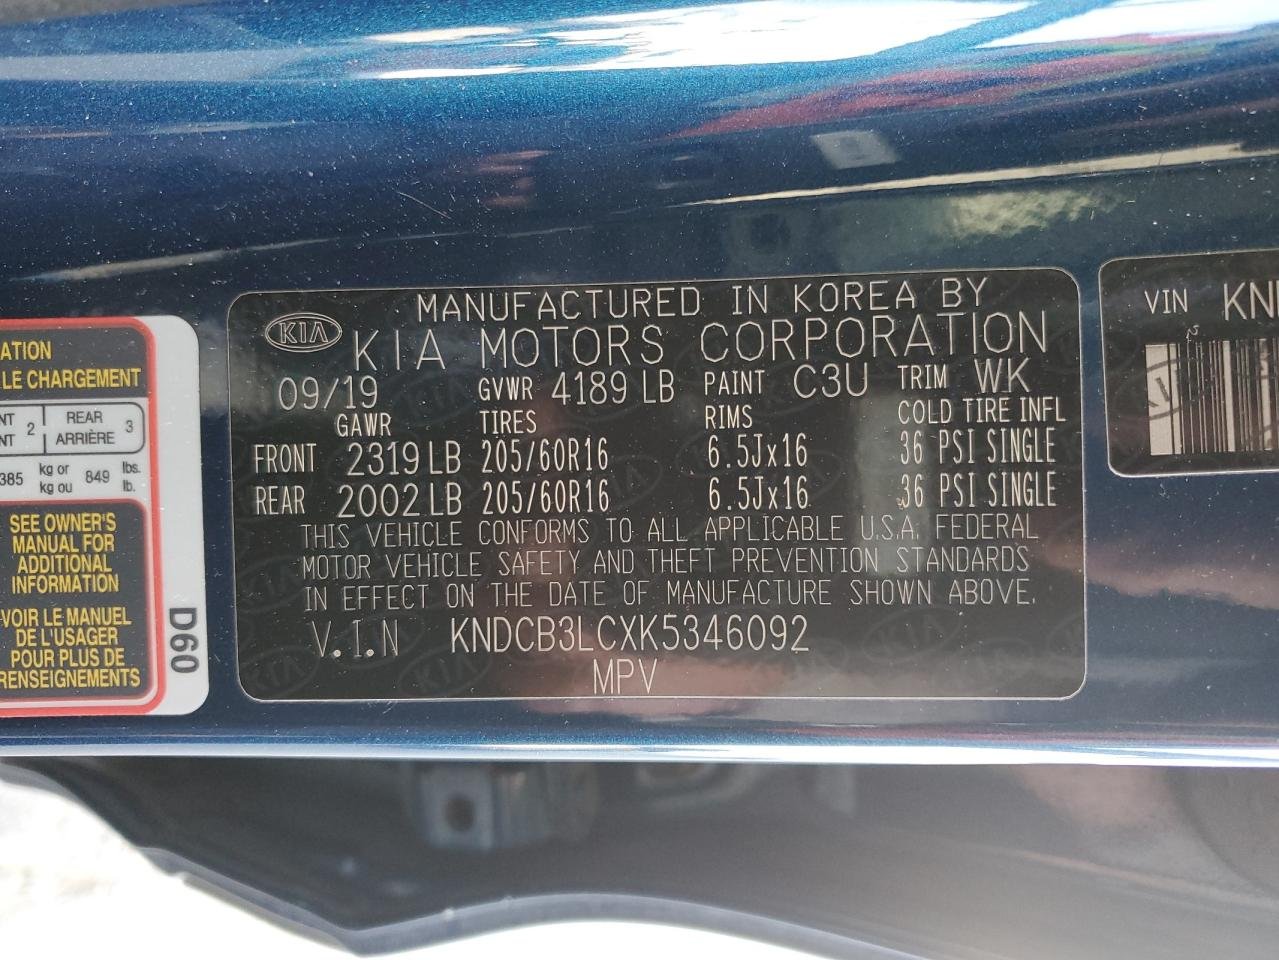 ATION
LE CHARGEMENT
NT 2 REAR 3
NT ARRIÈRE
385 kg or 849 lbs.
kg ou lb.
SEE OWNER'S
MANUAL FOR
ADDITIONAL
INFORMATION
VOIR LE MANUEL
DE L'USAGER
POUR PLUS DE
RENSEIGNEMENTS
D60
MANUFACTURED IN KOREA BY
KIA KIA MOTORS CORPORATION
09/19 GVWR 4189 LB PAINT C3U TRIM WK
GAWR TIRES RIMS COLD TIRE INFL
FRONT 2319 LB 205/60R16 6.5Jx16 36 PSI SINGLE
REAR 2002 LB 205/60R16 6.5Jx16 36 PSI SINGLE
THIS VEHICLE CONFORMS TO ALL APPLICABLE U.S.A. FEDERAL
MOTOR VEHICLE SAFETY AND THEFT PREVENTION STANDARDS
IN EFFECT ON THE DATE OF MANUFACTURE SHOWN ABOVE.
V.I.N KNDCB3LCXK5346092
MPV
VIN KN